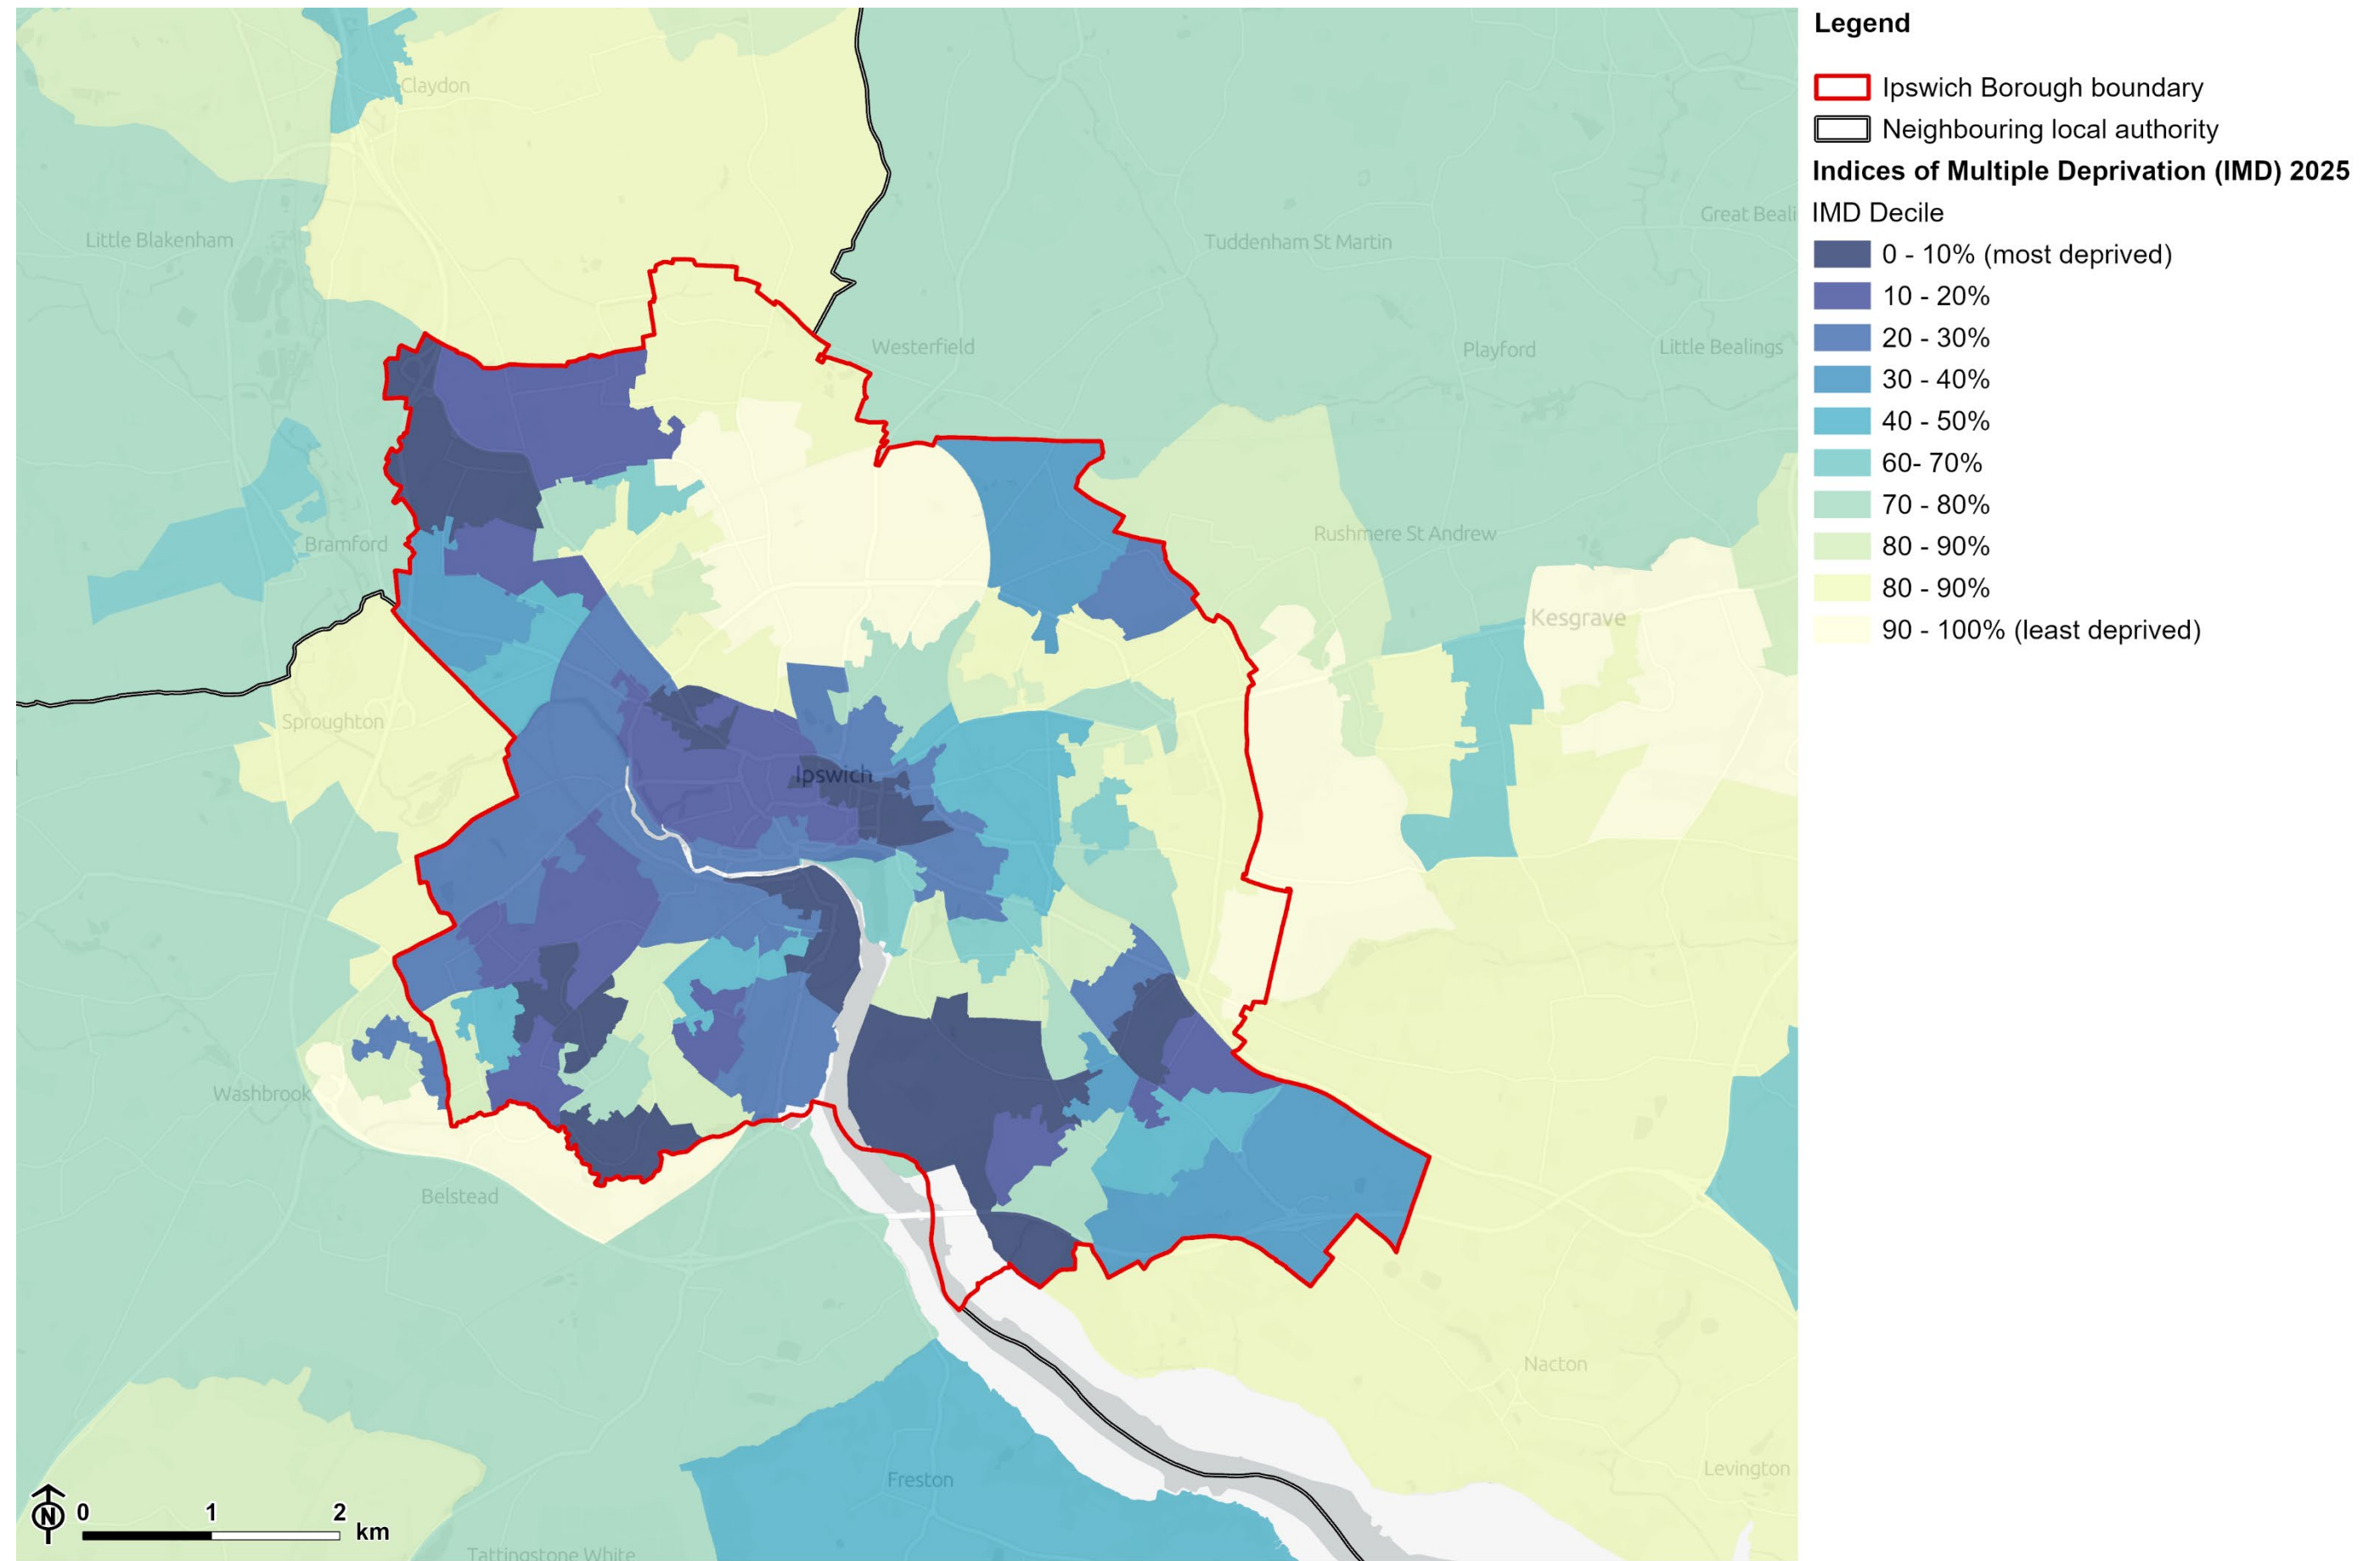 Legend
Ipswich Borough boundary
Neighbouring local authority
Indices of Multiple Deprivation (IMD) 2025
IMD Decile
0 - 10% (most deprived)
10 - 20%
20 - 30%
30 - 40%
40 - 50%
60- 70%
70 - 80%
80 - 90%
80 - 90%
90 - 100% (least deprived)
Claydon
Great Beali
Little Blakenham
Tuddenham St Martin
Westerfield
Playford
Little Bealings
Rushmere St Andrew
Bramford
Kesgrave
Sproughton
Ipswich
Washbrook
Belstead
Nacton
Levington
Freston
Tattingstone White
N
0 1 2
km